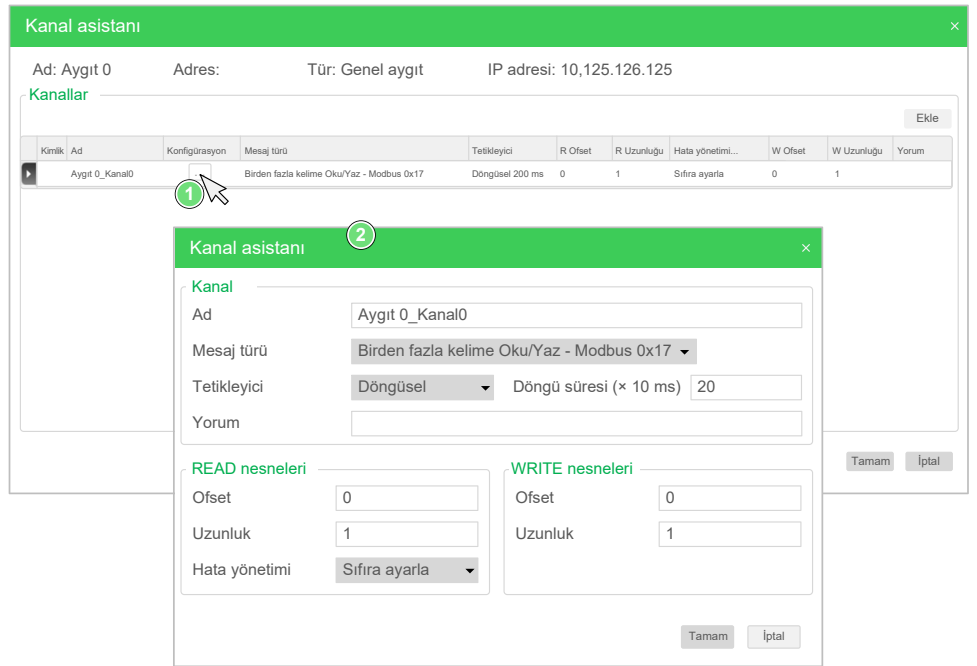 Kanal asistanı ×
Ad: Aygıt 0 Adres: Tür: Genel aygıt IP adresi: 10,125.126.125
Kanallar
Ekle
Kimlik Ad Konfigürasyon Mesaj türü Tetikleyici R Ofset R Uzunluğu Hata yönetimi... W Ofset W Uzunluğu Yorum
Aygıt 0_Kanal0 ... Birden fazla kelime Oku/Yaz - Modbus 0x17 Döngüsel 200 ms 0 1 Sıfıra ayarla 0 1
1
2
Kanal asistanı ×
Kanal
Ad Aygıt 0_Kanal0
Mesaj türü Birden fazla kelime Oku/Yaz - Modbus 0x17
Tetikleyici Döngüsel Döngü süresi (× 10 ms) 20
Yorum
READ nesneleri WRITE nesneleri
Ofset 0 Ofset 0
Uzunluk 1 Uzunluk 1
Hata yönetimi Sıfıra ayarla
Tamam İptal
Tamam İptal